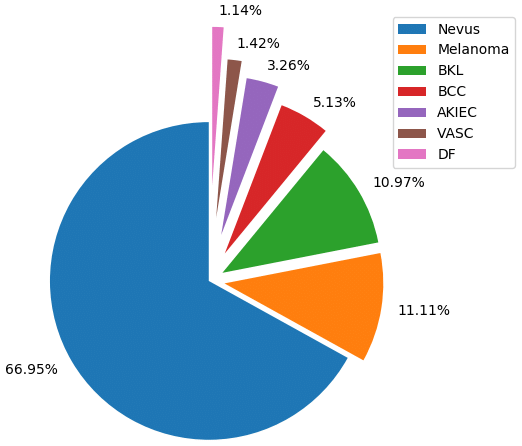 1.14%
1.42%
3.26%
5.13%
10.97%
11.11%
66.95%
Nevus
Melanoma
BKL
BCC
AKIEC
VASC
DF